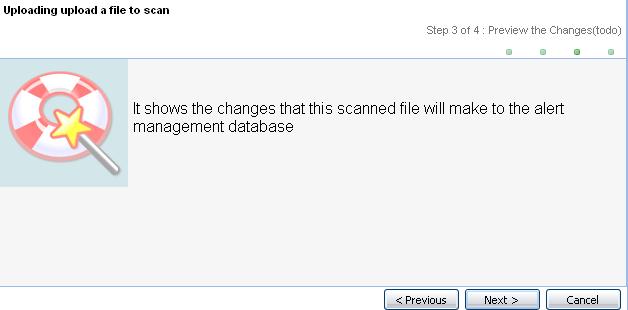 Uploading upload a file to scan
Step 3 of 4 : Preview the Changes(todo)
It shows the changes that this scanned file will make to the alert
management database
< Previous
Next >
Cancel